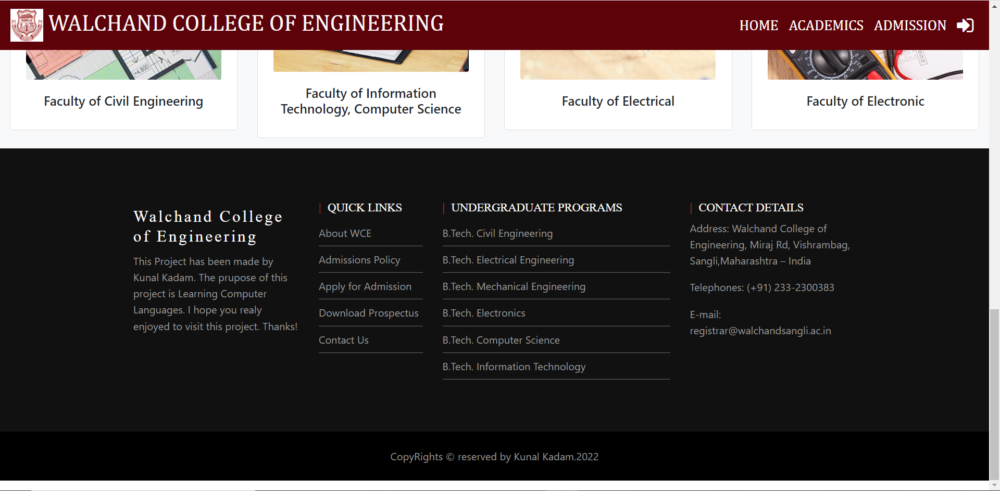 WALCHAND COLLEGE OF ENGINEERING
HOME ACADEMICS ADMISSION
4.800
Faculty of Civil Engineering
Faculty of Information
Technology, Computer Science
Faculty of Electrical
Faculty of Electronic
Walchand College
of Engineering
This Project has been made by
Kunal Kadam. The prupose of this
project is Learning Computer
Languages. I hope you realy
enjoyed to visit this project. Thanks!
QUICK LINKS
About WCE
Admissions Policy
Apply for Admission
Download Prospectus
Contact Us
UNDERGRADUATE PROGRAMS
B.Tech. Civil Engineering
B.Tech. Electrical Engineering
B.Tech. Mechanical Engineering
B.Tech. Electronics
B.Tech. Computer Science
B.Tech. Information Technology
CONTACT DETAILS
Address: Walchand College of
Engineering, Miraj Rd, Vishrambag,
Sangli,Maharashtra – India
Telephones: (+91) 233-2300383
E-mail:
registrar@walchandsangli.ac.in
CopyRights © reserved by Kunal Kadam.2022